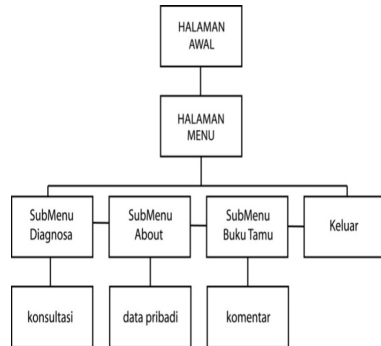 HALAMAN
AWAL
HALAMAN
MENU
SubMenu
Diagnosa
SubMenu
About
SubMenu
Buku Tamu
Keluar
konsultasi
data pribadi
komentar